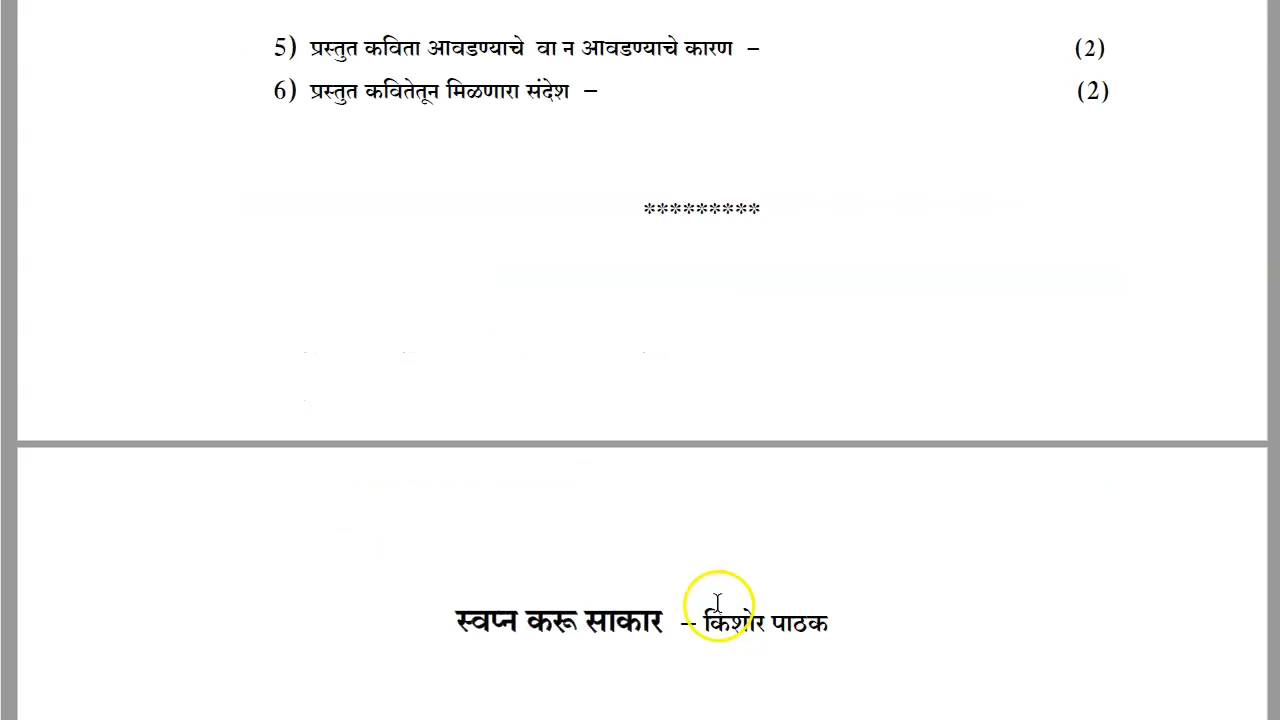 5) प्रस्तुत कविता आवडण्याचे वा न आवडण्याचे कारण – (2)
6) प्रस्तुत कवितेतून मिळणारा संदेश – (2)
*********
स्वप्न करू साकार – किशोर पाठक